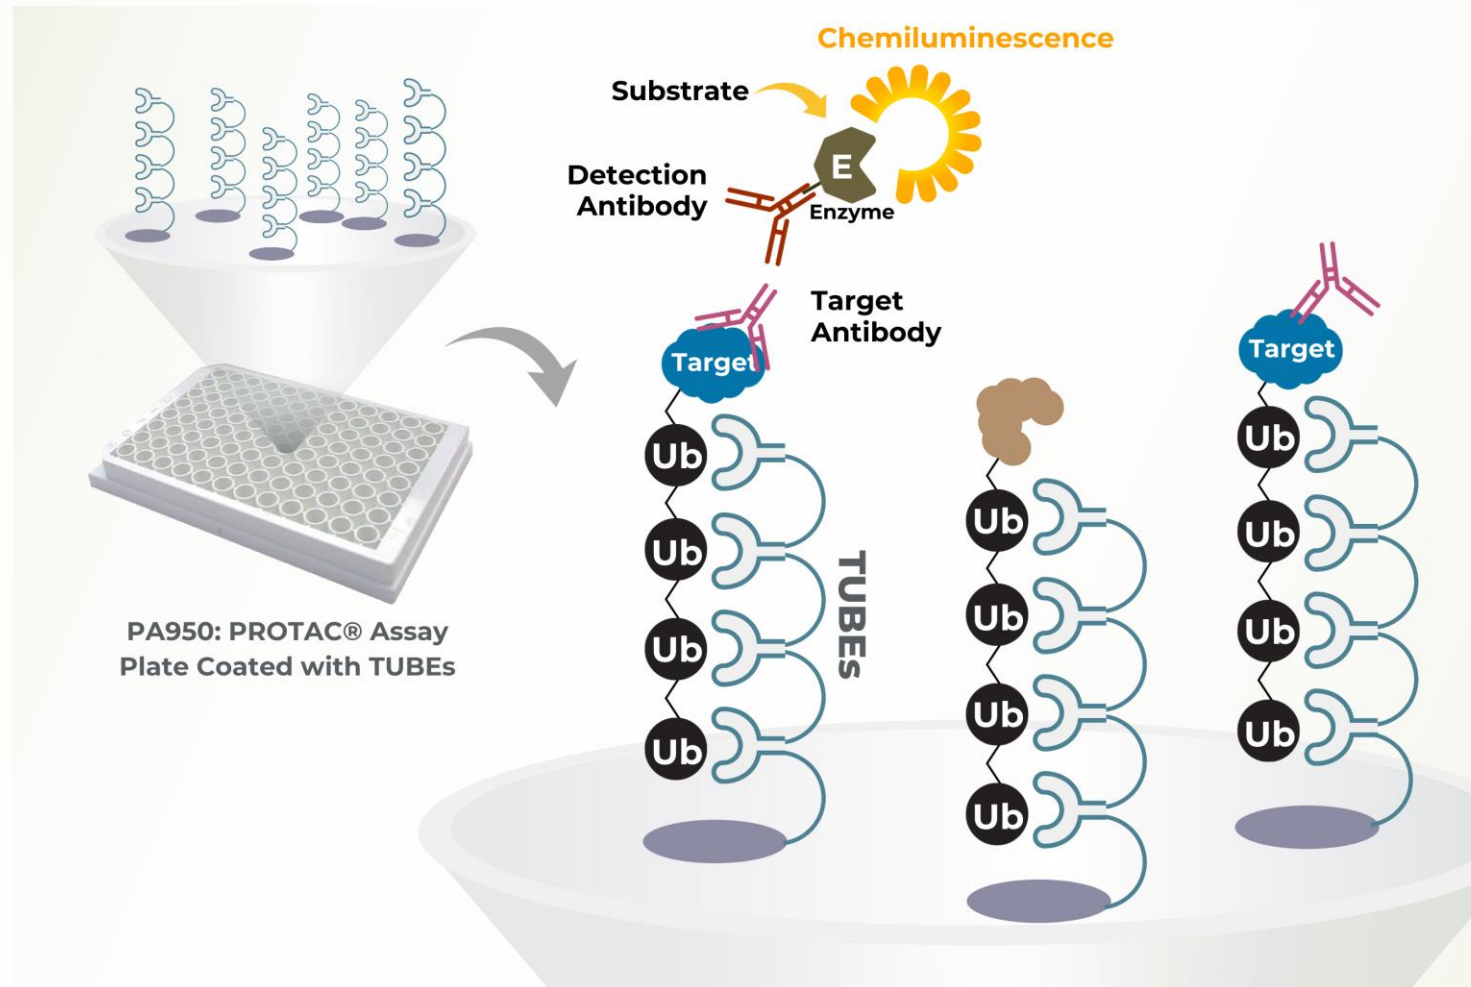 Chemiluminescence
Substrate
E
Detection
Antibody
Enzyme
Target
Antibody
Target
Target
Ub
Ub
Ub
Ub
TUBEs
Ub
Ub
Ub
Ub
Ub
Ub
Ub
Ub
PA950: PROTAC® Assay
Plate Coated with TUBEs